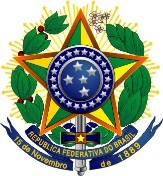 REPÚBLICA FEDERATIVA DO BRASIL
15 de Novembro de 1889